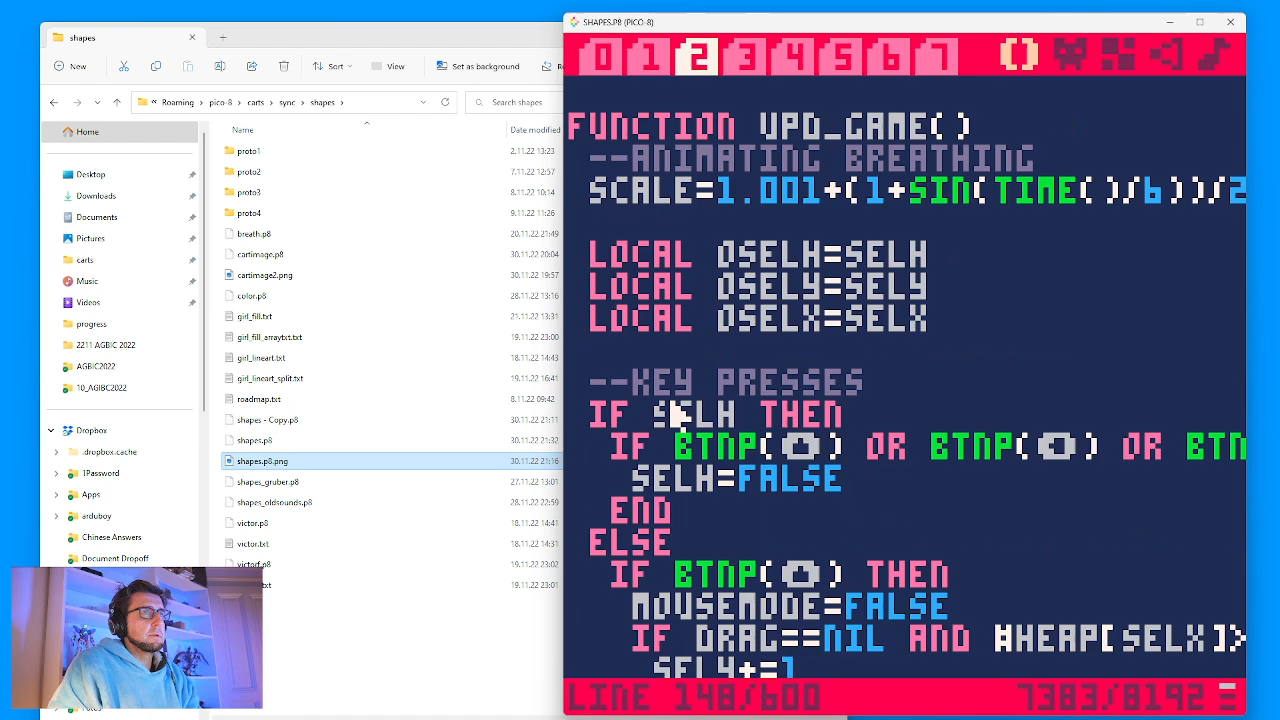 shapes
New
Sort
View
Set as background
Roaming > pico-8 > carts > sync > shapes >
Search shapes
Home
Desktop
Downloads
Documents
Pictures
carts
Music
Videos
progress
2211 AGBIC 2022
AGBIC2022
10_AGIBC2022
Dropbox
.dropbox.cache
1Password
Apps
arduboy
Chinese Answers
Document Dropoff
Name
Date modified
proto1
2.11.22 13:23
proto2
7.11.22 12:57
proto3
8.11.22 10:14
proto4
9.11.22 11:26
breath.p8
20.11.22 21:49
cartimage.p8
30.11.22 20:04
cartimage2.png
30.11.22 19:57
color.p8
28.11.22 13:16
girl_fill.txt
21.11.22 13:31
girl_fill_arraytxt.txt
19.11.22 23:00
girl_lineart.txt
18.11.22 14:43
girl_lineart_split.txt
19.11.22 16:41
roadmap.txt
8.11.22 09:42
shapes - Copy.p8
30.11.22 21:11
shapes.p8
30.11.22 21:32
shapes.p8.png
30.11.22 21:16
shapes_gruber.p8
27.11.22 13:01
shapes_oldsounds.p8
28.11.22 22:59
victor.p8
18.11.22 14:41
victor.txt
18.11.22 14:31
victorf.p8
19.11.22 23:02
19.11.22 23:01
SHAPES.P8 (PICO-8)
0 1 2 3 4 5 6 7
FUNCTION UPD_GAME()
--ANIMATING BREATHING
SCALE=1.001+(1+SIN(TIME()/6))/2
LOCAL OSELH=SELH
LOCAL OSELY=SELY
LOCAL OSELX=SELX
--KEY PRESSES
IF SELH THEN
IF BTNP() OR BTNP() OR BTN
SELH=FALSE
END
ELSE
IF BTNP() THEN
MOUSEMODE=FALSE
IF DRAG==NIL AND #HEAP[SELX]>
SELY+=1
LINE 148/600
7383/8192